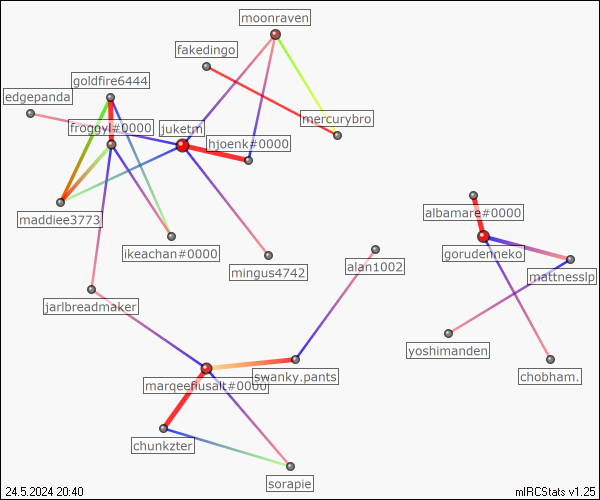 moonraven
fakedingo
goldfire6444
edgepanda
mercurybro
froggyl#0000
juketm
hjoenk#0000
albamare#0000
maddiee3773
ikeachan#0000
gorudenneko
mingus4742
alan1002
mattnesslp
jarlbreadmaker
yoshimanden
swanky.pants
chobham.
marqeefiusalt#0000
chunkzter
sorapie
24.5.2024 20:40
mIRCStats v1.25